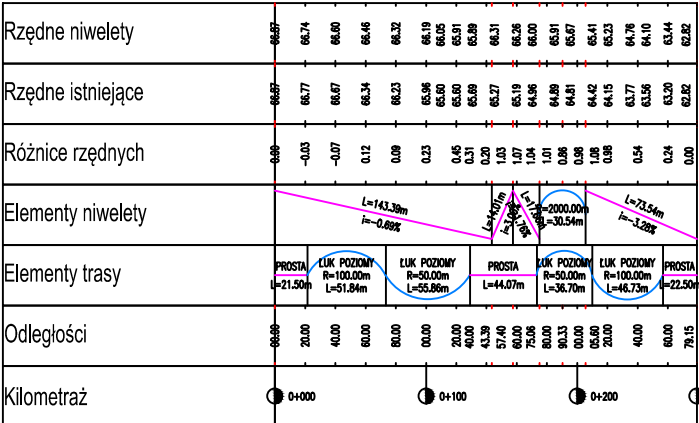 Rzędne niwelety 66.87 66.74 66.60 66.46 66.32 66.19 66.05 65.91 65.89 66.31 66.26 66.00 65.91 65.67 65.41 65.23 64.76 64.10 63.44 62.82
Rzędne istniejące 66.87 66.77 66.67 66.34 66.23 65.96 65.60 65.60 65.69 65.27 65.19 64.96 64.89 64.81 64.42 64.15 63.77 63.56 63.20 62.82
Różnice rzędnych 0.00 -0.03 -0.07 0.12 0.09 0.23 0.45 0.31 0.20 1.03 1.07 1.04 1.01 0.86 0.98 1.08 0.98 0.54 0.24 0.00
Elementy niwelety
L=143.39m
i=-0.69%
L=14.01m
=2000.00m
L=30.54m
L=73.54m
i=-3.28%
Elementy trasy
PROSTA
L=21.50m
ŁUK POZIOMY
R=100.00m
L=51.84m
ŁUK POZIOMY
R=50.00m
L=55.86m
PROSTA
L=44.07m
ŁUK POZIOMY
R=50.00m
L=36.70m
ŁUK POZIOMY
R=100.00m
L=46.73m
PROSTA
L=22.50m
Odległości 00.00 20.00 40.00 60.00 80.00 00.00 20.00 40.00 43.39 57.40 60.00 75.06 80.00 90.33 00.00 05.60 20.00 40.00 60.00 79.15
Kilometraż 0+000 0+100 0+200